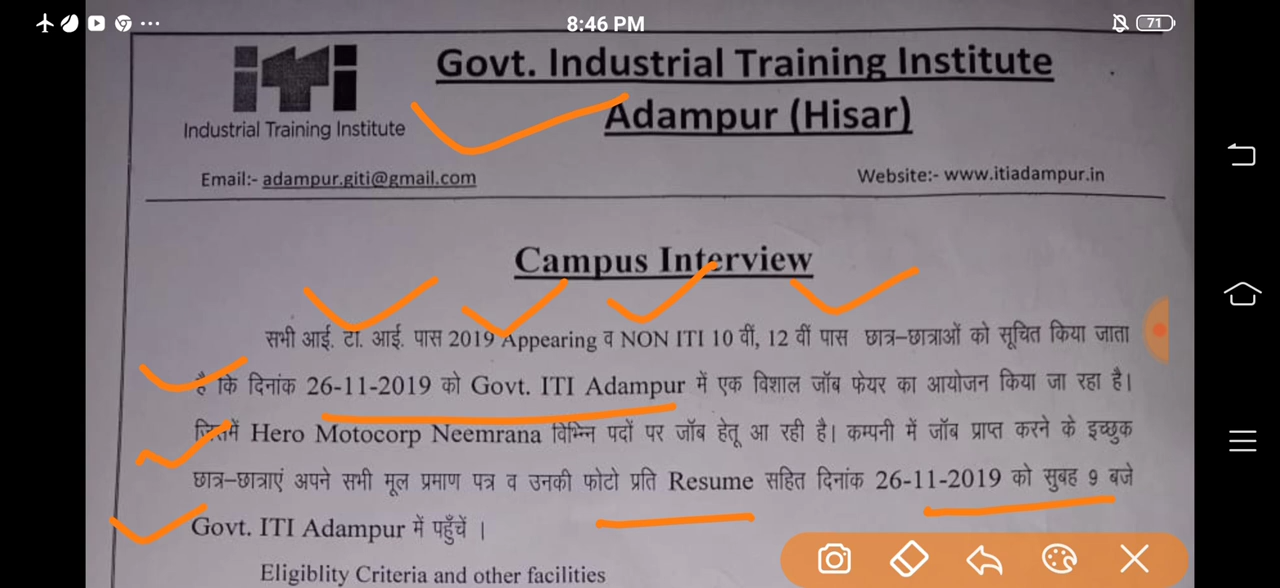 8:46 PM
71
iTi
Industrial Training Institute
Govt. Industrial Training Institute
Adampur (Hisar)
Email:- adampur.giti@gmail.com
Website:- www.itiadampur.in
Campus Interview
सभी आई. टा. आई. पास 2019 Appearing व NON ITI 10 वीं, 12 वीं पास छात्र-छात्राओं को सूचित किया जाता
है कि दिनांक 26-11-2019 को Govt. ITI Adampur में एक विशाल जॉब फेयर का आयोजन किया जा रहा है।
जिसमें Hero Motocorp Neemrana विभिन्न पदों पर जॉब हेतू आ रही है। कम्पनी में जॉब प्राप्त करने के इच्छुक
छात्र-छात्राएं अपने सभी मूल प्रमाण पत्र व उनकी फोटो प्रति Resume सहित दिनांक 26-11-2019 को सुबह 9 बजे
Govt. ITI Adampur में पहुँचें ।
Eligiblity Criteria and other facilities